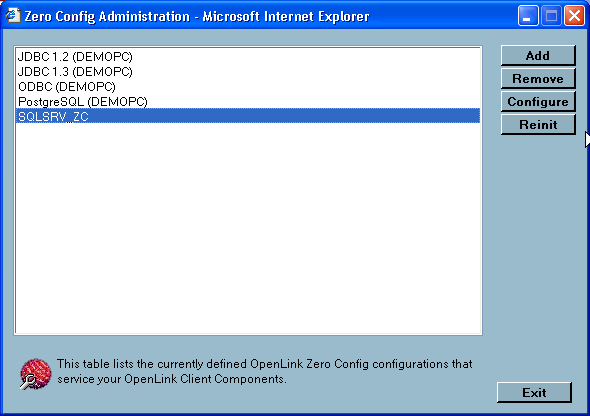 Zero Config Administration - Microsoft Internet Explorer
JDBC 1.2 (DEMOPC)
JDBC 1.3 (DEMOPC)
ODBC (DEMOPC)
PostgreSQL (DEMOPC)
SQLSRV_ZC
Add
Remove
Configure
Reinit
This table lists the currently defined OpenLink Zero Config configurations that
service your OpenLink Client Components.
Exit